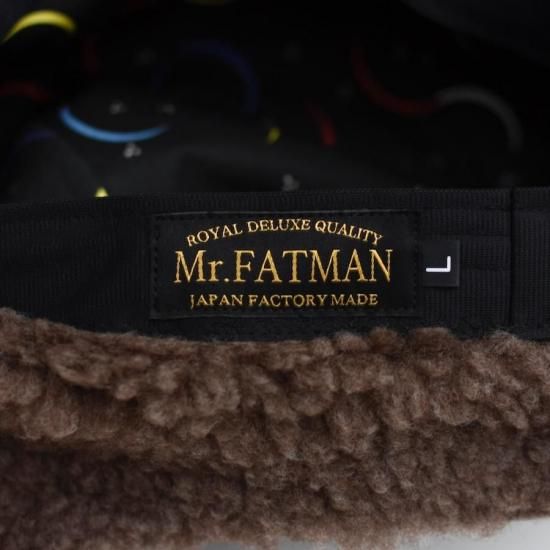 ROYAL DELUXE QUALITY
Mr.FATMAN
JAPAN FACTORY MADE
L